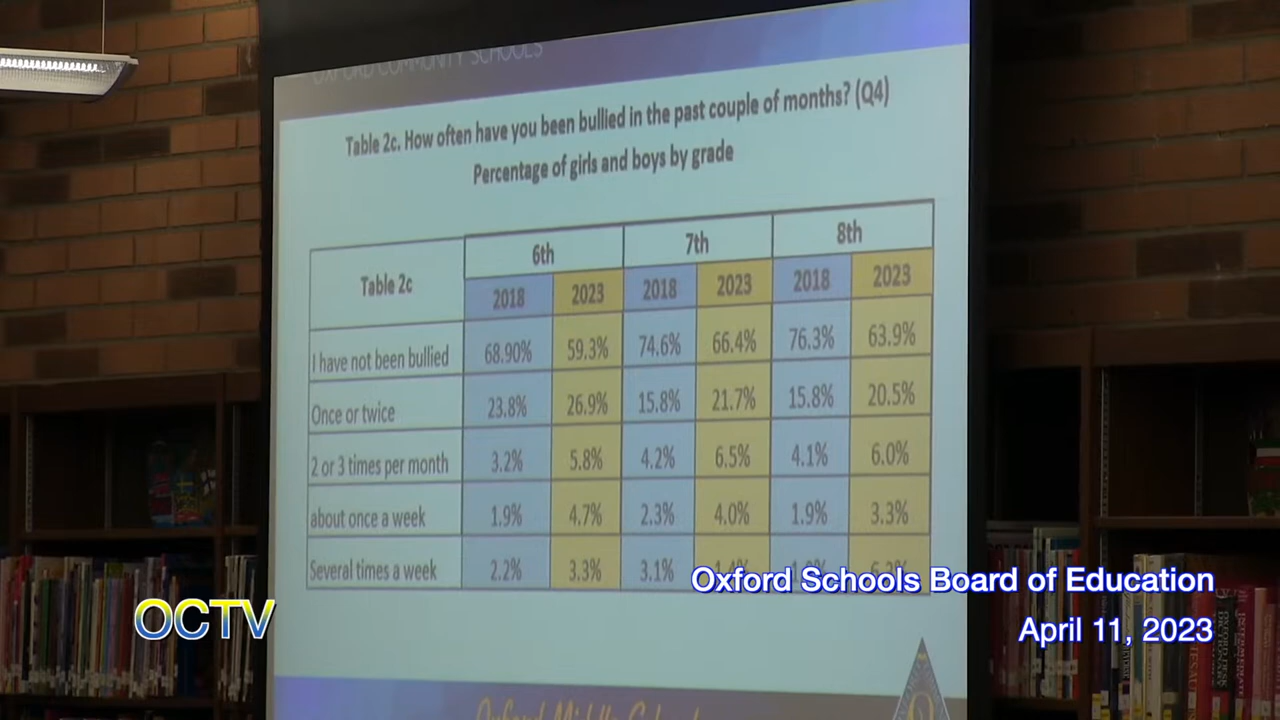 OXFORD COMMUNITY SCHOOLS
Table 2c. How often have you been bullied in the past couple of months? (Q4)
Percentage of girls and boys by grade
Table 2c 6th 7th 8th
2018 2023 2018 2023 2018 2023
I have not been bullied 68.90% 59.3% 74.6% 66.4% 76.3% 63.9%
Once or twice 23.8% 26.9% 15.8% 21.7% 15.8% 20.5%
2 or 3 times per month 3.2% 5.8% 4.2% 6.5% 4.1% 6.0%
about once a week 1.9% 4.7% 2.3% 4.0% 1.9% 3.3%
Several times a week 2.2% 3.3% 3.1%
Oxford Schools Board of Education
OCTV
April 11, 2023
Oxford Middle School